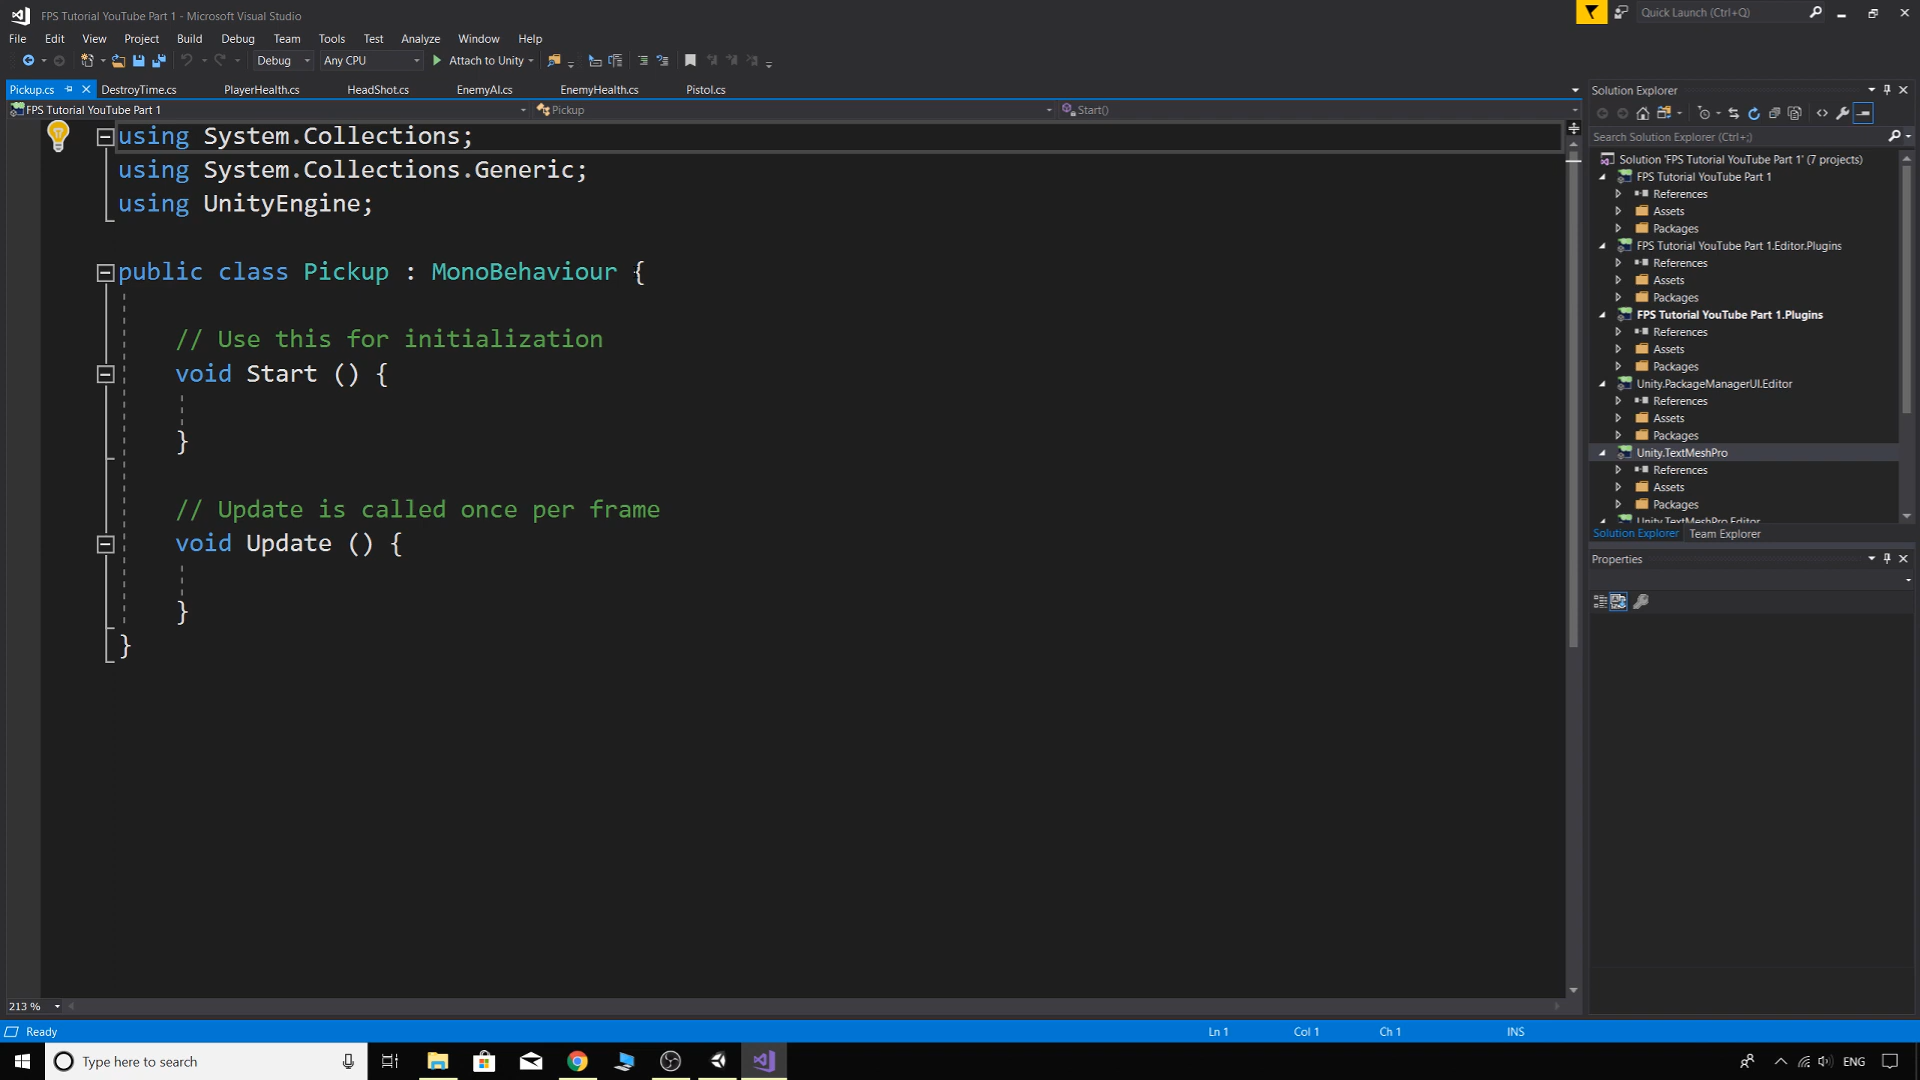 FPS Tutorial YouTube Part 1 - Microsoft Visual Studio
Quick Launch (Ctrl+Q)
File Edit View Project Build Debug Team Tools Test Analyze Window Help
Debug Any CPU Attach to Unity
Pickup.cs DestroyTime.cs PlayerHealth.cs HeadShot.cs EnemyAI.cs EnemyHealth.cs Pistol.cs
FPS Tutorial YouTube Part 1 Pickup Start()
using System.Collections;
using System.Collections.Generic;
using UnityEngine;
public class Pickup : MonoBehaviour {
// Use this for initialization
void Start () {
}
// Update is called once per frame
void Update () {
}
}
213 %
Solution Explorer
Search Solution Explorer (Ctrl+;)
Solution 'FPS Tutorial YouTube Part 1' (7 projects)
FPS Tutorial YouTube Part 1
References
Assets
Packages
FPS Tutorial YouTube Part 1.Editor.Plugins
References
Assets
Packages
FPS Tutorial YouTube Part 1.Plugins
References
Assets
Packages
Unity.PackageManagerUI.Editor
References
Assets
Packages
Unity.TextMeshPro
References
Assets
Packages
Unity.TextMeshPro.Editor
Solution Explorer Team Explorer
Properties
Ready Ln 1 Col 1 Ch 1 INS
Type here to search
ENG